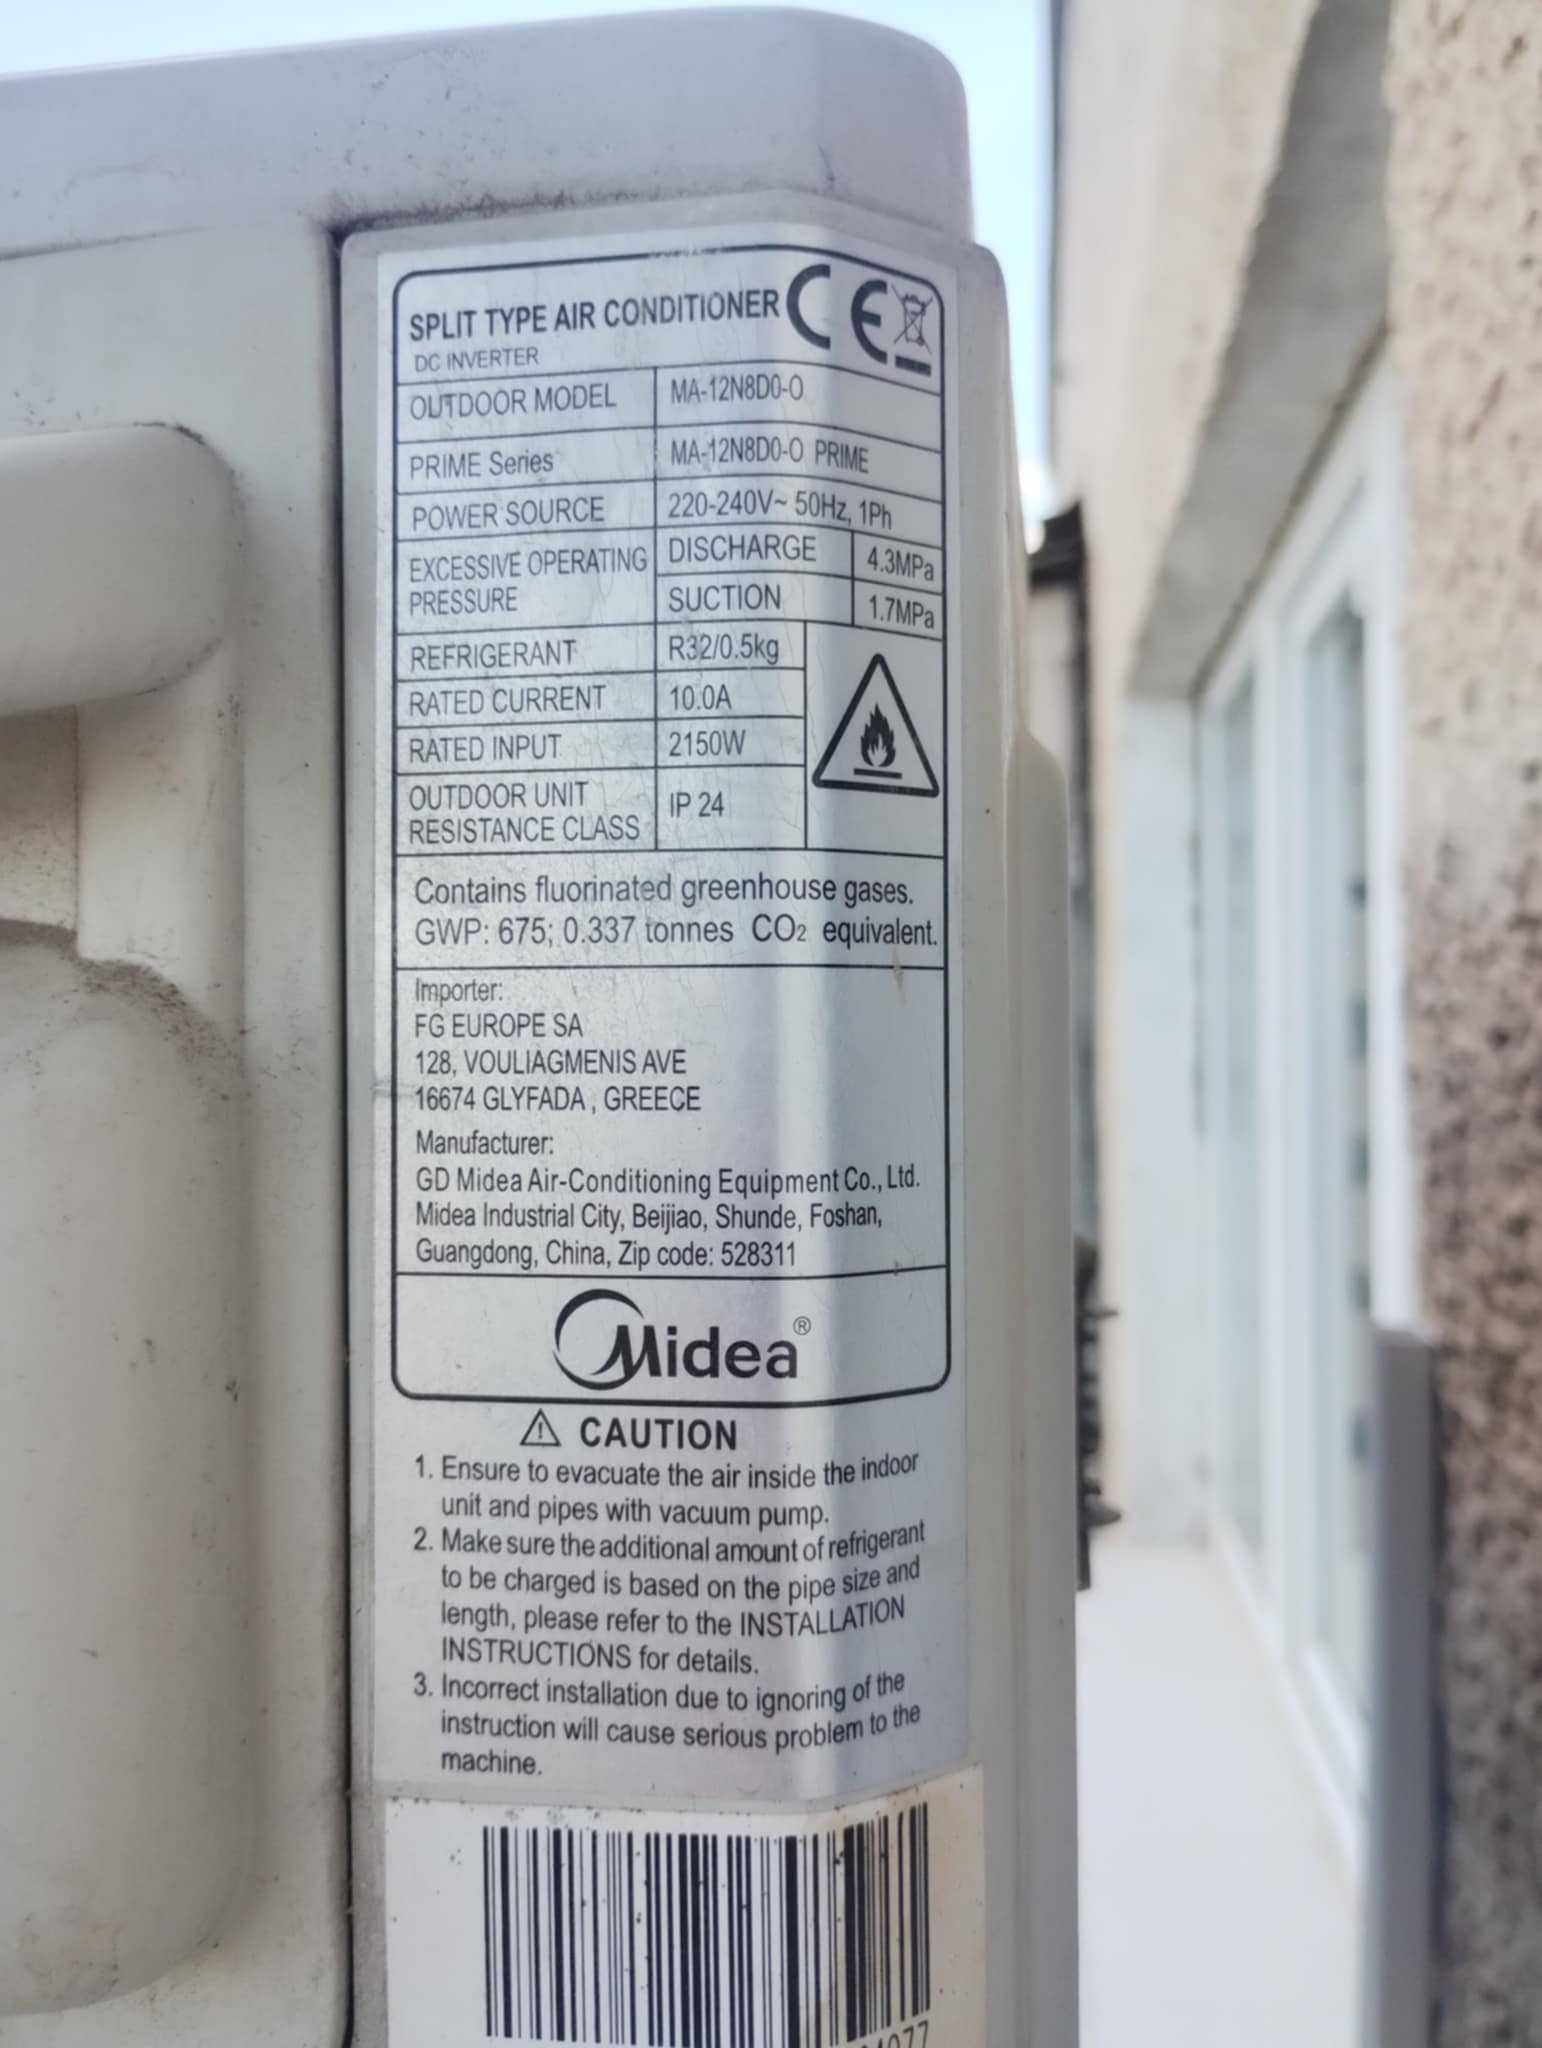 SPLIT TYPE AIR CONDITIONER CE
DC INVERTER
OUTDOOR MODEL MA-12N8D0-O
PRIME Series MA-12N8D0-O PRIME
POWER SOURCE 220-240V~ 50Hz, 1Ph
EXCESSIVE OPERATING PRESSURE DISCHARGE 4.3MPa
SUCTION 1.7MPa
REFRIGERANT R32/0.5kg
RATED CURRENT 10.0A
RATED INPUT 2150W
OUTDOOR UNIT
RESISTANCE CLASS IP 24
Contains fluorinated greenhouse gases.
GWP: 675; 0.337 tonnes CO2 equivalent.
Importer:
FG EUROPE SA
128, VOULIAGMENIS AVE
16674 GLYFADA , GREECE
Manufacturer:
GD Midea Air-Conditioning Equipment Co., Ltd.
Midea Industrial City, Beijiao, Shunde, Foshan,
Guangdong, China, Zip code: 528311
Midea®
CAUTION
1. Ensure to evacuate the air inside the indoor
unit and pipes with vacuum pump.
2. Make sure the additional amount of refrigerant
to be charged is based on the pipe size and
length, please refer to the INSTALLATION
INSTRUCTIONS for details.
3. Incorrect installation due to ignoring of the
instruction will cause serious problem to the
machine.